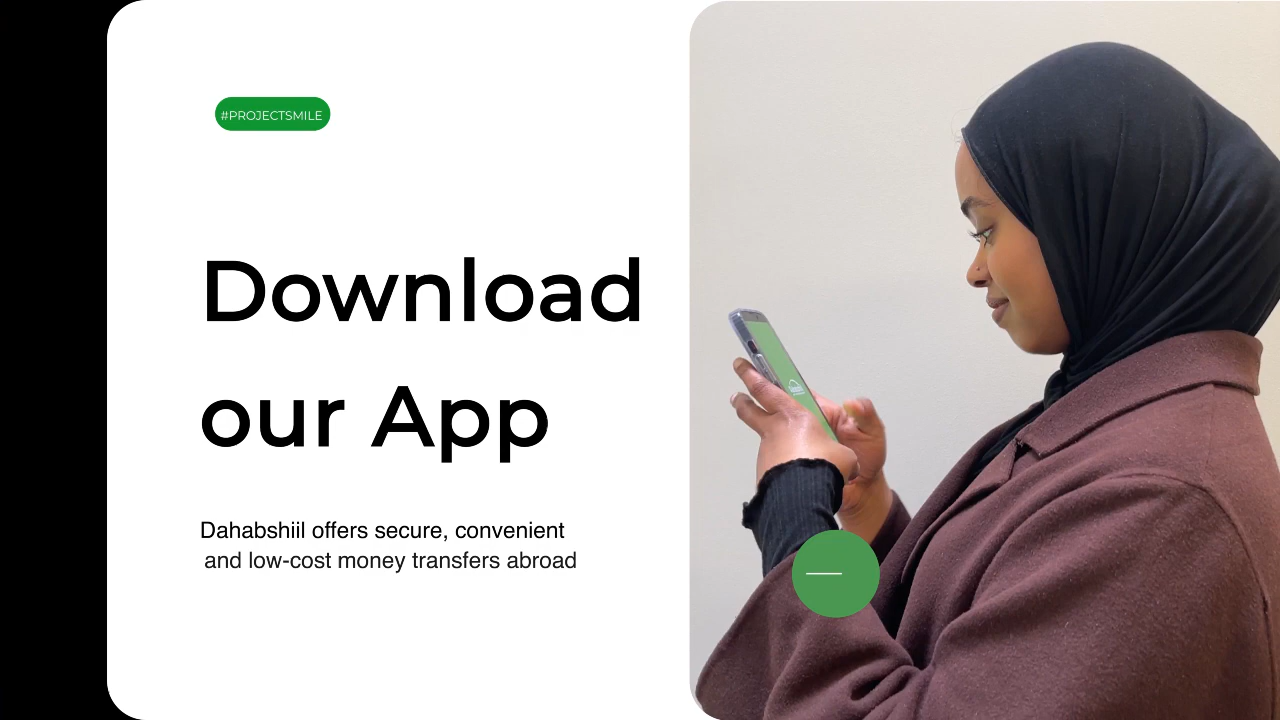 #PROJECTSMILE
Download
our App
Dahabshiil offers secure, convenient
and low-cost money transfers abroad